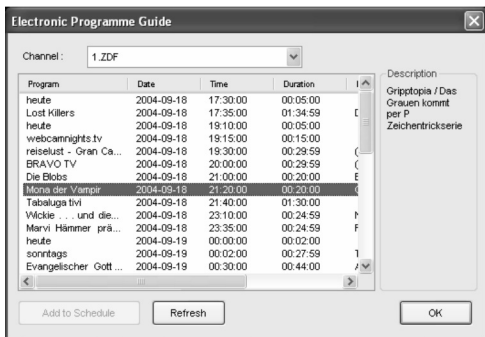 Electronic Programme Guide
Channel : 1.ZDF
Program Date Time Duration
heute 2004-09-18 17:30:00 00:05:00
Lost Killers 2004-09-18 17:35:00 01:34:59
heute 2004-09-18 19:10:00 00:05:00
webcamnights.tv 2004-09-18 19:15:00 00:15:00
reiselust - Gran Ca... 2004-09-18 19:30:00 00:29:59
BRAVO TV 2004-09-18 20:00:00 00:29:59
Die Blobs 2004-09-18 21:00:00 00:20:00
Mona der Vampir 2004-09-18 21:20:00 00:20:00
Tabaluga tivi 2004-09-18 21:40:00 01:30:00
Wickie . . . und die... 2004-09-18 23:10:00 00:24:59
Marvi Hämmer prä... 2004-09-18 23:35:00 00:24:59
heute 2004-09-19 00:00:00 00:02:00
sonntags 2004-09-19 00:02:00 00:27:59
Evangelischer Gott ... 2004-09-19 00:30:00 00:44:00
Description
Gripptopia / Das
Grauen kommt
per P
Zeichentrickserie
Add to Schedule Refresh OK